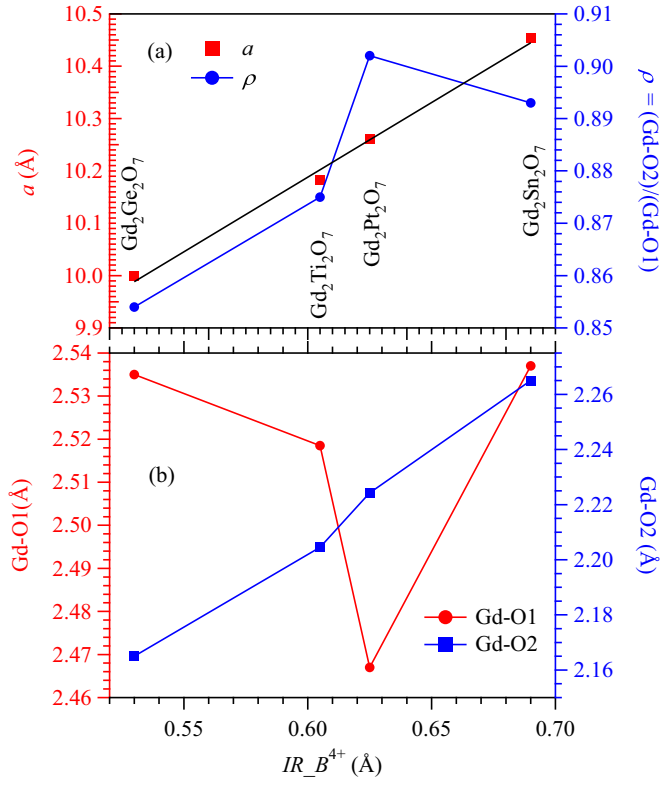 (a)
a
ρ
10.5
10.4
10.3
10.2
10.1
10.0
9.9
a (Å)
0.91
0.90
0.89
0.88
0.87
0.86
0.85
ρ = (Gd-O2)/(Gd-O1)
Gd₂Ge₂O₇
Gd₂Ti₂O₇
Gd₂Pt₂O₇
Gd₂Sn₂O₇
(b)
2.54
2.53
2.52
2.51
2.50
2.49
2.48
2.47
2.46
Gd-O1(Å)
2.26
2.24
2.22
2.20
2.18
2.16
Gd-O2 (Å)
Gd-O1
Gd-O2
0.55
0.60
0.65
0.70
IR_B⁴⁺ (Å)